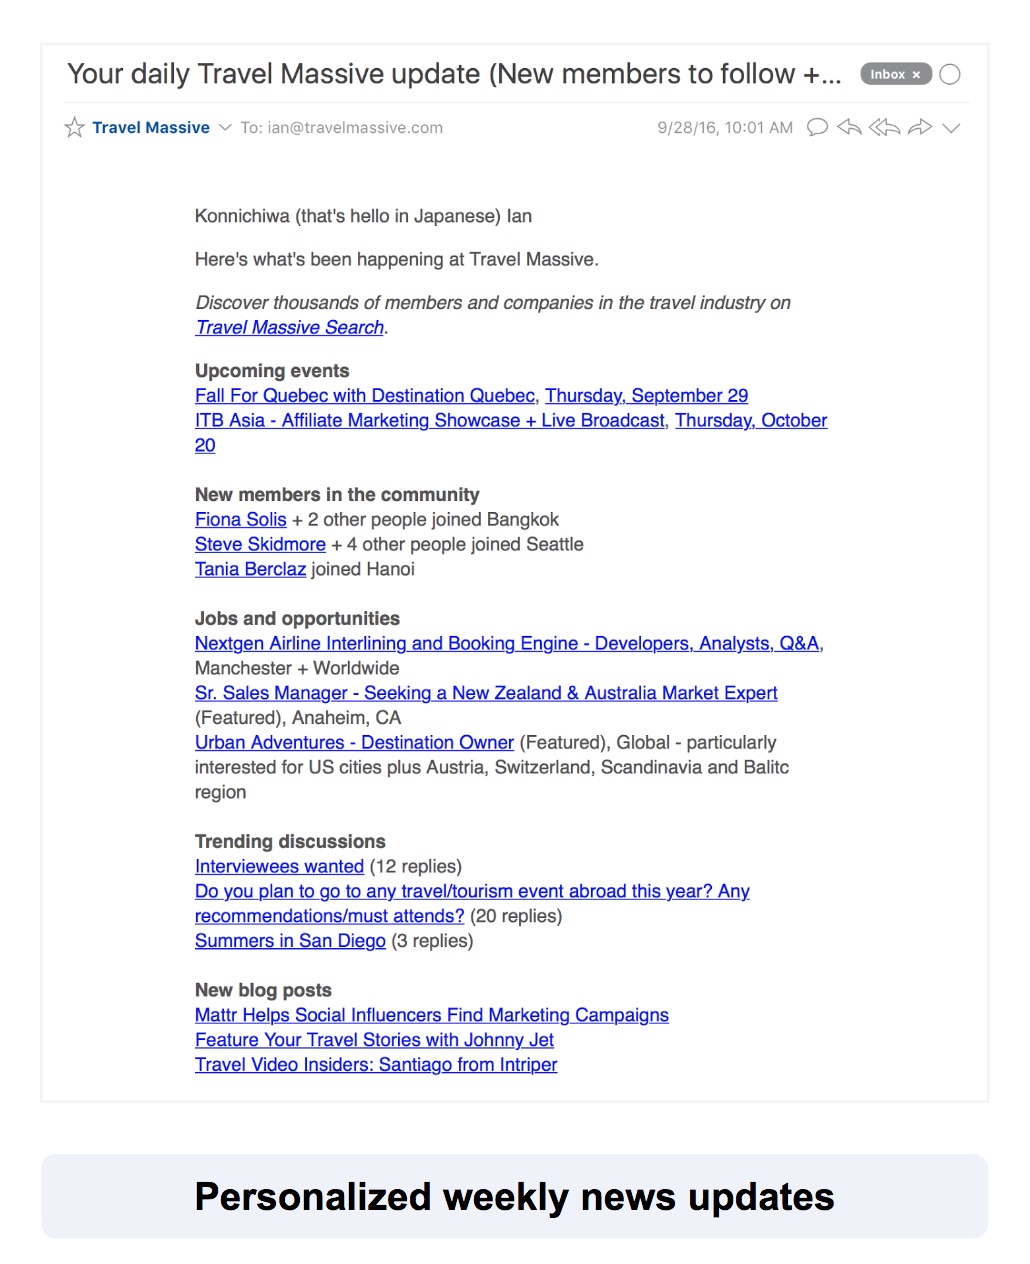 Your daily Travel Massive update (New members to follow +...
Inbox ×
Travel Massive To: ian@travelmassive.com
9/28/16, 10:01 AM
Konnichiwa (that's hello in Japanese) Ian
Here's what's been happening at Travel Massive.
Discover thousands of members and companies in the travel industry on
Travel Massive Search.
Upcoming events
Fall For Quebec with Destination Quebec, Thursday, September 29
ITB Asia - Affiliate Marketing Showcase + Live Broadcast, Thursday, October
20
New members in the community
Fiona Solis + 2 other people joined Bangkok
Steve Skidmore + 4 other people joined Seattle
Tania Berclaz joined Hanoi
Jobs and opportunities
Nextgen Airline Interlining and Booking Engine - Developers, Analysts, Q&A,
Manchester + Worldwide
Sr. Sales Manager - Seeking a New Zealand & Australia Market Expert
(Featured), Anaheim, CA
Urban Adventures - Destination Owner (Featured), Global - particularly
interested for US cities plus Austria, Switzerland, Scandinavia and Balitc
region
Trending discussions
Interviewees wanted (12 replies)
Do you plan to go to any travel/tourism event abroad this year? Any
recommendations/must attends? (20 replies)
Summers in San Diego (3 replies)
New blog posts
Mattr Helps Social Influencers Find Marketing Campaigns
Feature Your Travel Stories with Johnny Jet
Travel Video Insiders: Santiago from Intriper
Personalized weekly news updates